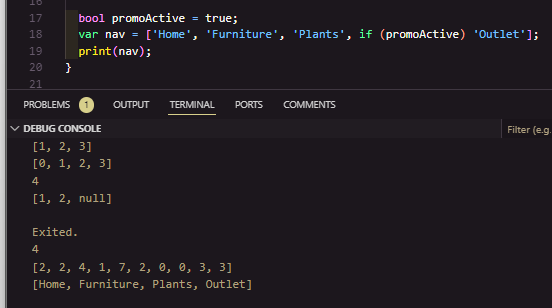 16
17 bool promoActive = true;
18 var nav = ['Home', 'Furniture', 'Plants', if (promoActive) 'Outlet'];
19 print(nav);
20 }
21
PROBLEMS 1 OUTPUT TERMINAL PORTS COMMENTS
DEBUG CONSOLE Filter (e.g.
[1, 2, 3]
[0, 1, 2, 3]
4
[1, 2, null]
Exited.
4
[2, 2, 4, 1, 7, 2, 0, 0, 3, 3]
[Home, Furniture, Plants, Outlet]